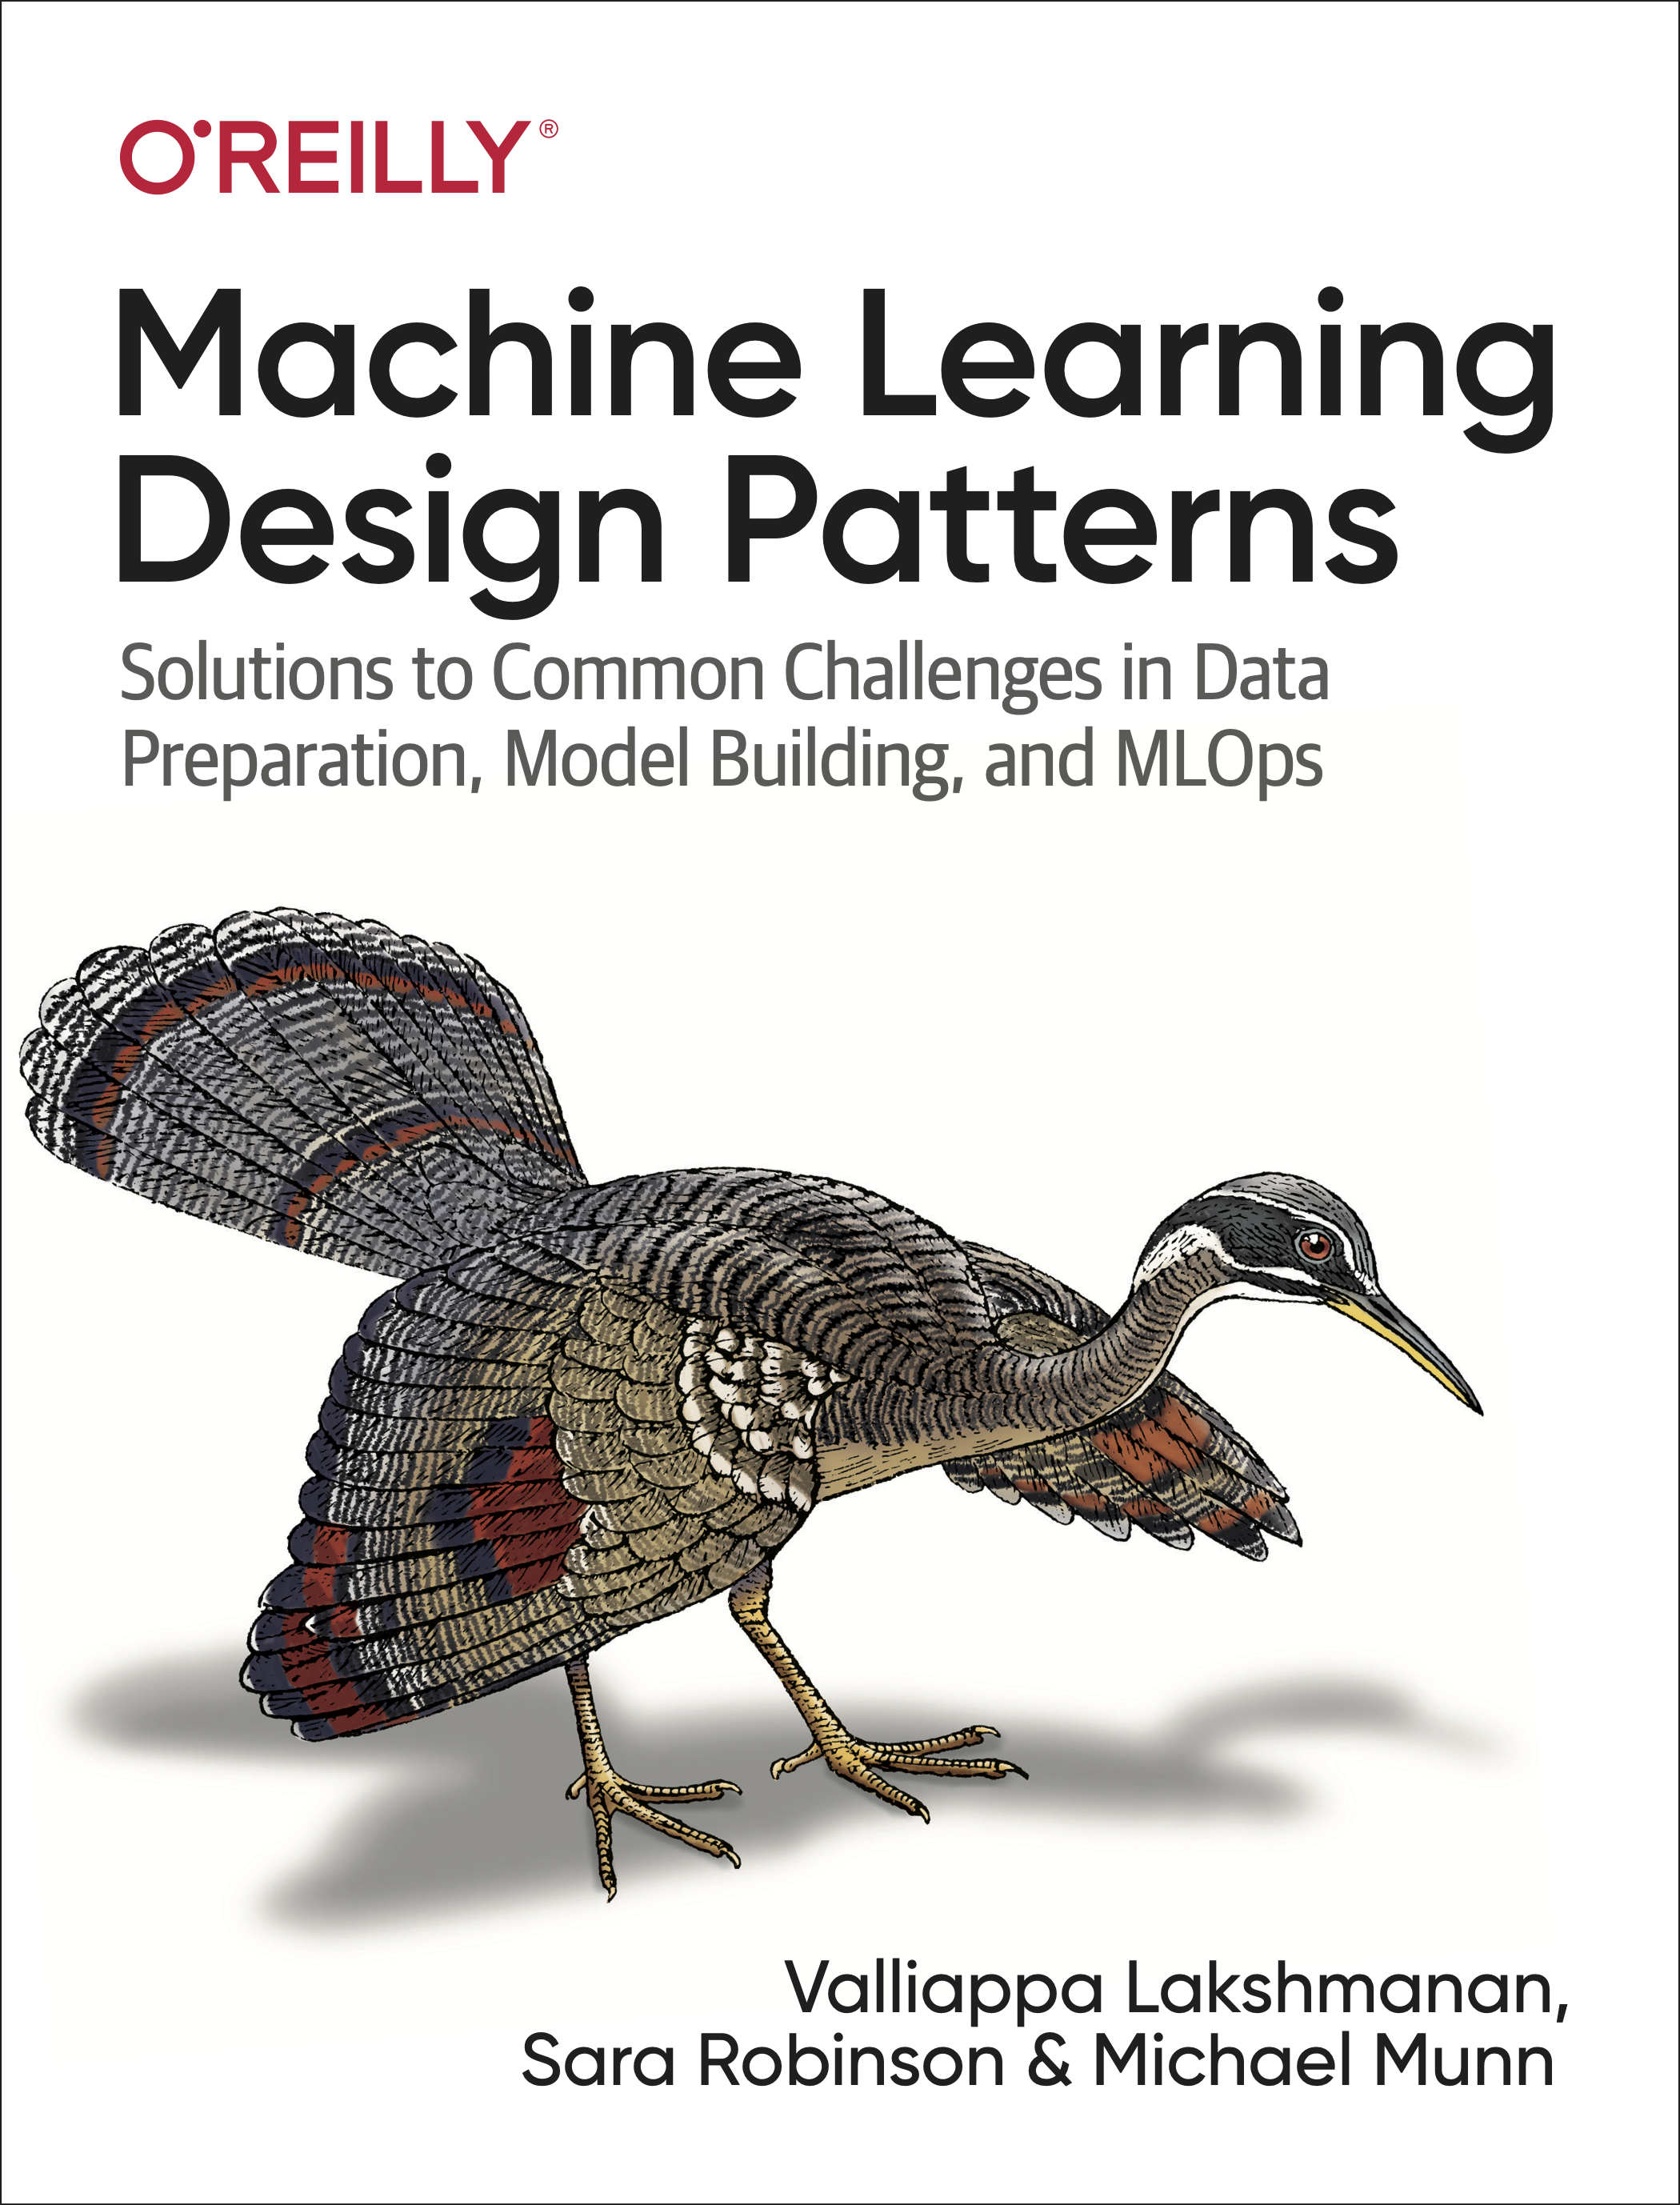 O'REILLY®
Machine Learning
Design Patterns
Solutions to Common Challenges in Data
Preparation, Model Building, and MLOps
Valliappa Lakshmanan,
Sara Robinson & Michael Munn